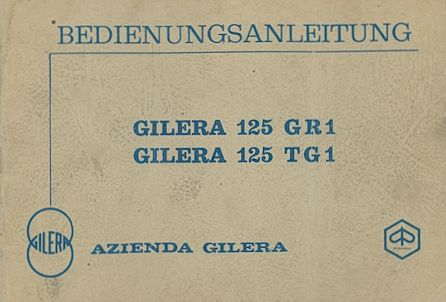 BEDIENUNGSANLEITUNG
GILERA 125 GR1
GILERA 125 TG1
GILERA
AZIENDA GILERA